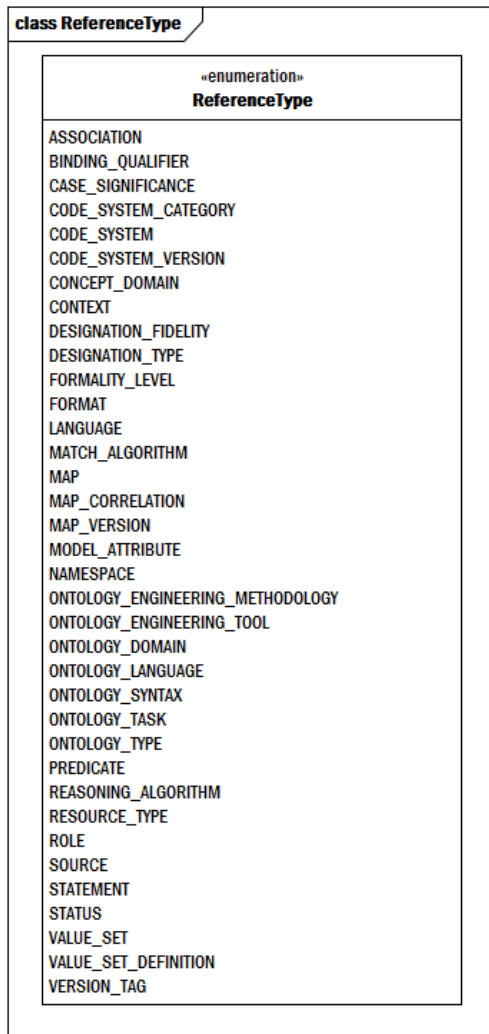 class ReferenceType
«enumeration»
ReferenceType
ASSOCIATION
BINDING_QUALIFIER
CASE_SIGNIFICANCE
CODE_SYSTEM_CATEGORY
CODE_SYSTEM
CODE_SYSTEM_VERSION
CONCEPT_DOMAIN
CONTEXT
DESIGNATION_FIDELITY
DESIGNATION_TYPE
FORMALITY_LEVEL
FORMAT
LANGUAGE
MATCH_ALGORITHM
MAP
MAP_CORRELATION
MAP_VERSION
MODEL_ATTRIBUTE
NAMESPACE
ONTOLOGY_ENGINEERING_METHODOLOGY
ONTOLOGY_ENGINEERING_TOOL
ONTOLOGY_DOMAIN
ONTOLOGY_LANGUAGE
ONTOLOGY_SYNTAX
ONTOLOGY_TASK
ONTOLOGY_TYPE
PREDICATE
REASONING_ALGORITHM
RESOURCE_TYPE
ROLE
SOURCE
STATEMENT
STATUS
VALUE_SET
VALUE_SET_DEFINITION
VERSION_TAG